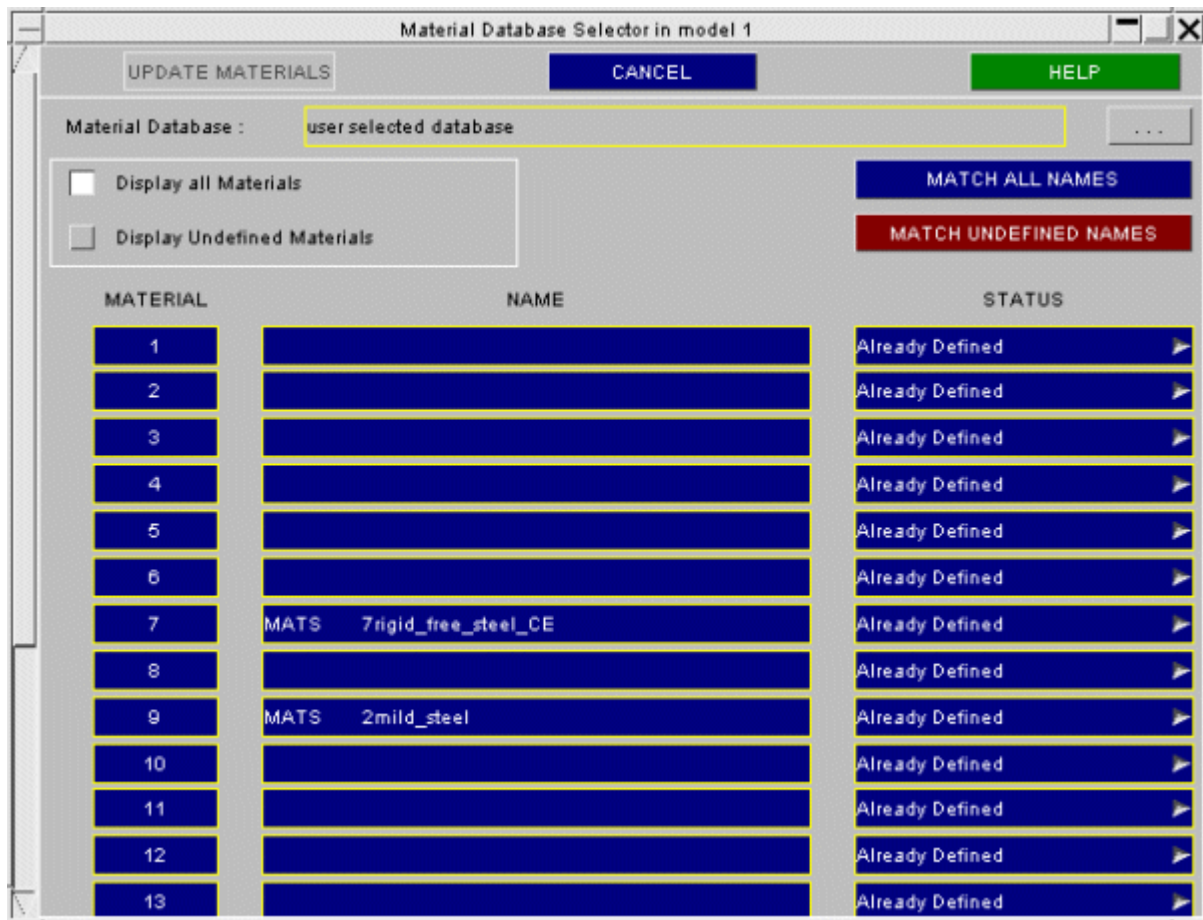 Material Database Selector in model 1
UPDATE MATERIALS CANCEL HELP
Material Database : user selected database ...
Display all Materials MATCH ALL NAMES
Display Undefined Materials MATCH UNDEFINED NAMES
MATERIAL NAME STATUS
1 Already Defined
2 Already Defined
3 Already Defined
4 Already Defined
5 Already Defined
6 Already Defined
7 MATS 7rigid_free_steel_CE Already Defined
8 Already Defined
9 MATS 2mild_steel Already Defined
10 Already Defined
11 Already Defined
12 Already Defined
13 Already Defined